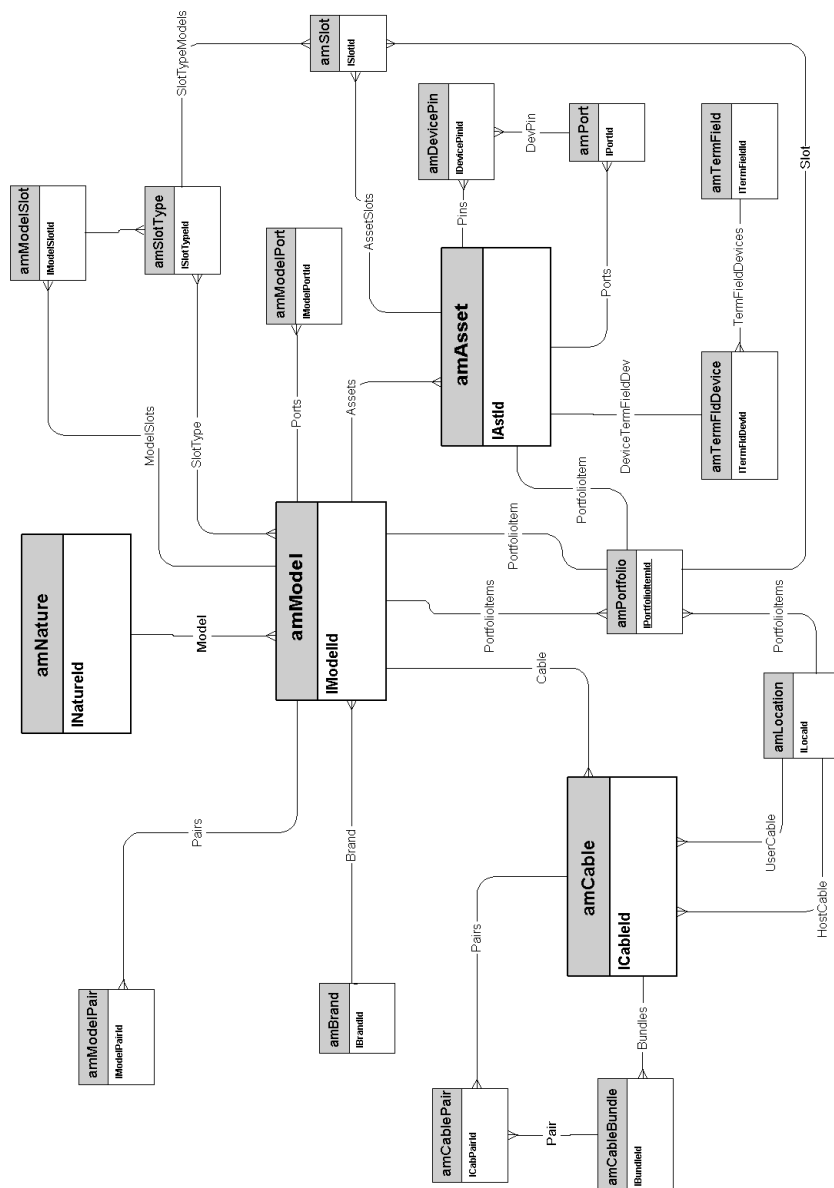 amNature
lNatureId
amModelSlot
lModelSlotId
amModelPair
lModelPairId
amSlotType
lSlotTypeId
SlotTypeModels
ModelSlots
Pairs
Model
SlotType
amModelPort
lModelPortId
amSlot
lSlotId
amModel
lModelId
Ports
amBrand
lBrandId
Brand
Assets
AssetSlots
amAsset
lAstId
amDevicePin
lDevicePinId
Pins
DevPin
amPort
lPortId
Ports
amCablePair
lCabPairId
Pairs
Cable
PortfolioItems
PortfolioItem
PortfolioItem
Pair
amCable
lCableId
amCableBundle
lBundleId
Bundles
amPortfolio
lPortfolioItemId
DeviceTermFieldDev
amTermFldDevice
lTermFldDevId
TermFieldDevices
amTermField
lTermFieldId
UserCable
HostCable
amLocation
lLocaId
PortfolioItems
Slot